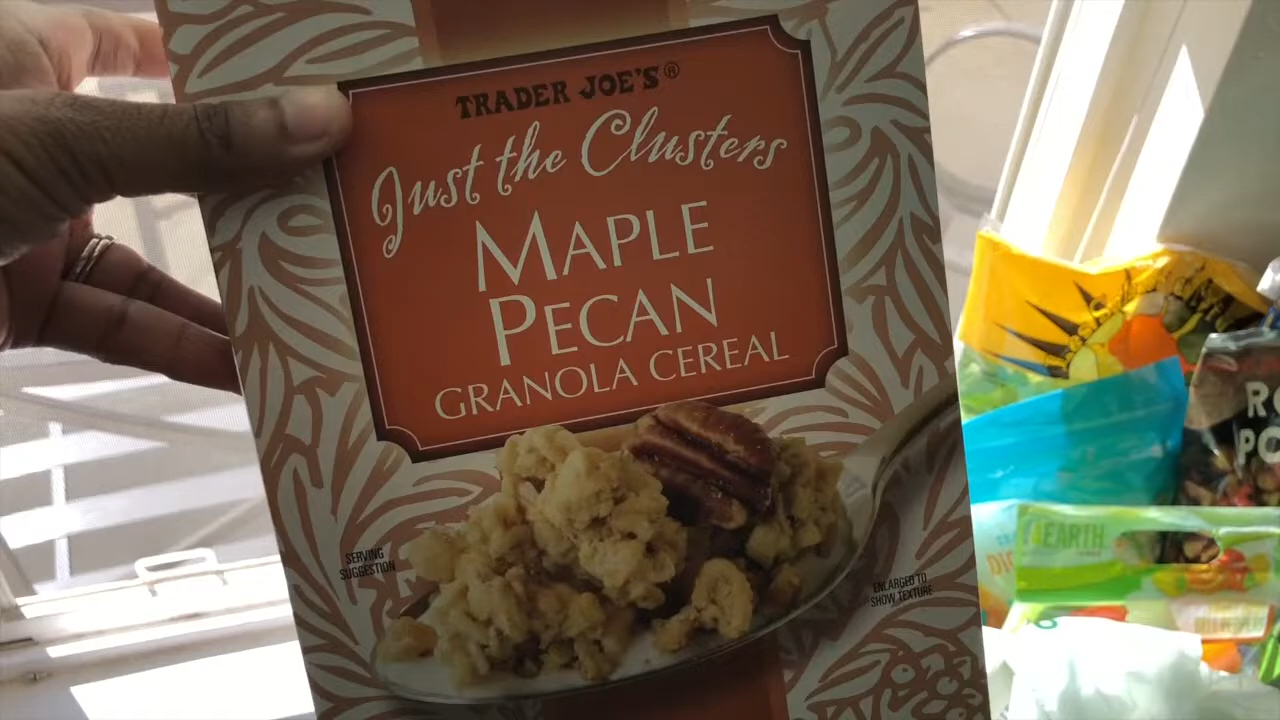 TRADER JOE'S®
Just the Clusters
MAPLE
PECAN
GRANOLA CEREAL
SERVING
SUGGESTION
ENLARGED TO
SHOW TEXTURE
EARTH